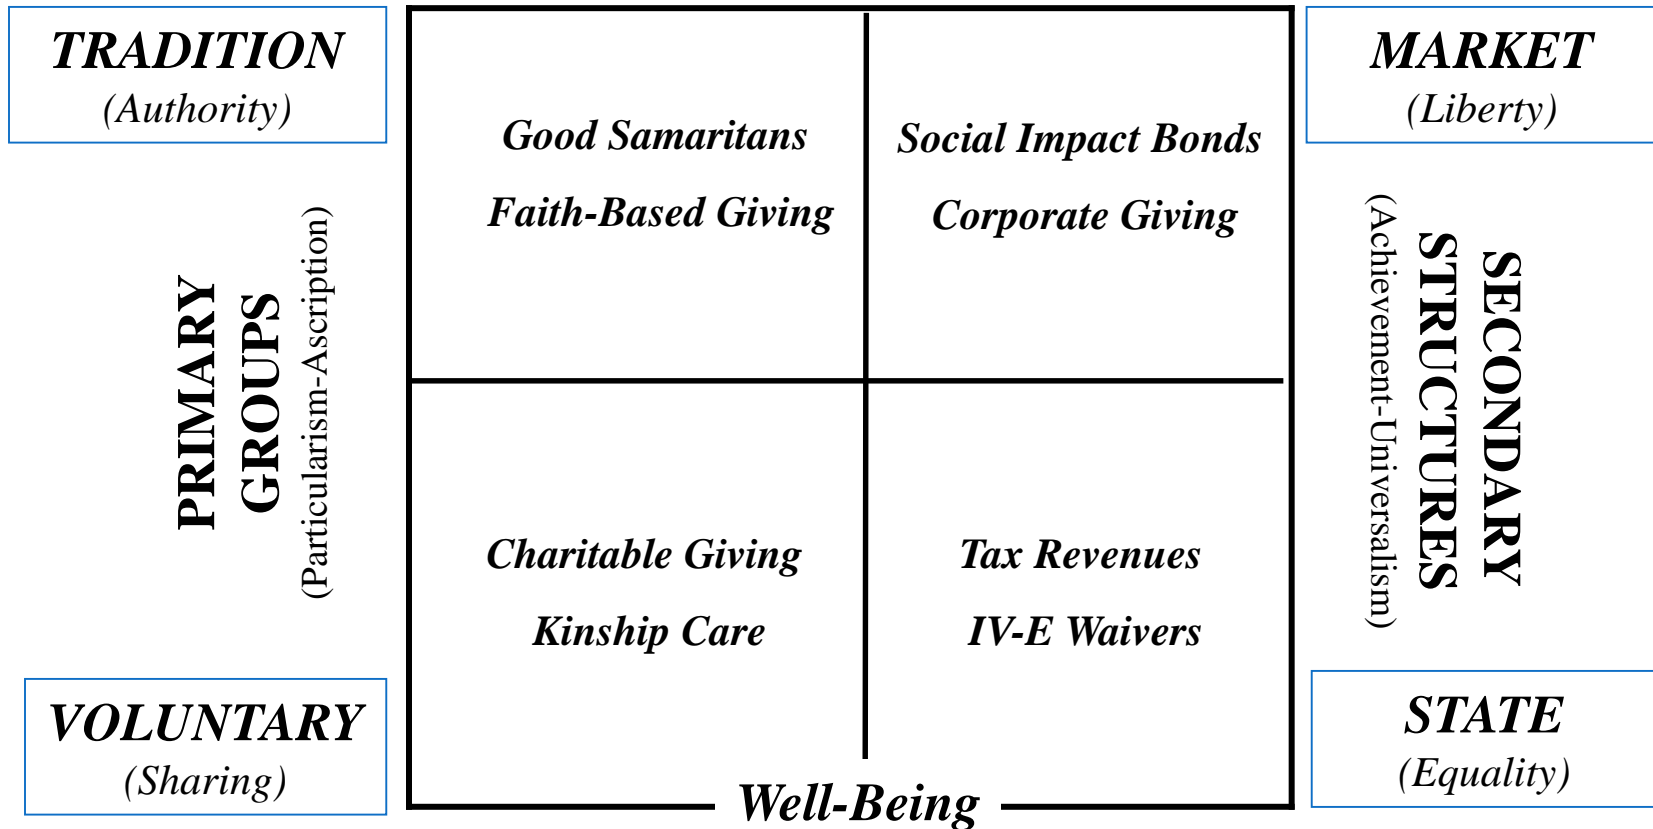 TRADITION
(Authority)
MARKET
(Liberty)
Good Samaritans
Faith-Based Giving
Social Impact Bonds
Corporate Giving
PRIMARY
GROUPS
(Particularism-Ascription)
SECONDARY
STRUCTURES
(Achievement-Universalism)
Charitable Giving
Kinship Care
Tax Revenues
IV-E Waivers
VOLUNTARY
(Sharing)
STATE
(Equality)
Well-Being